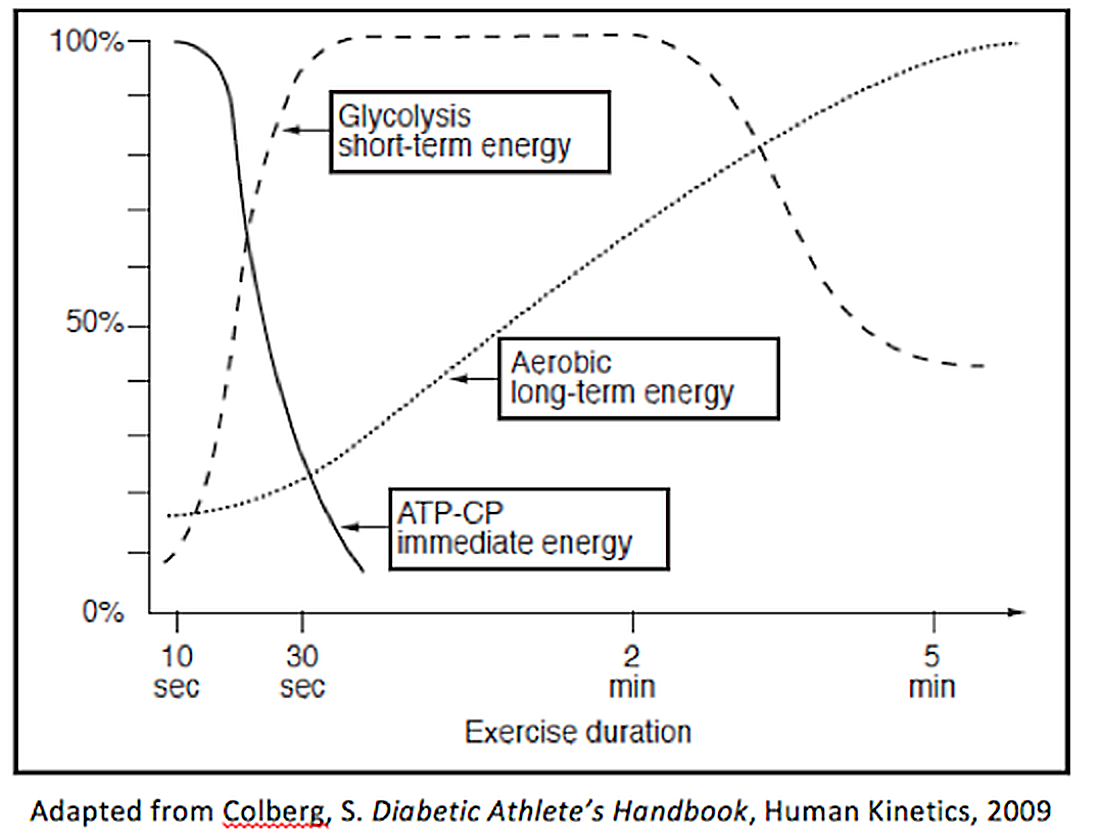 100%
Glycolysis
short-term energy
50%
Aerobic
long-term energy
ATP-CP
immediate energy
0%
10 sec
30 sec
2 min
5 min
Exercise duration
Adapted from Colberg, S. Diabetic Athlete's Handbook, Human Kinetics, 2009